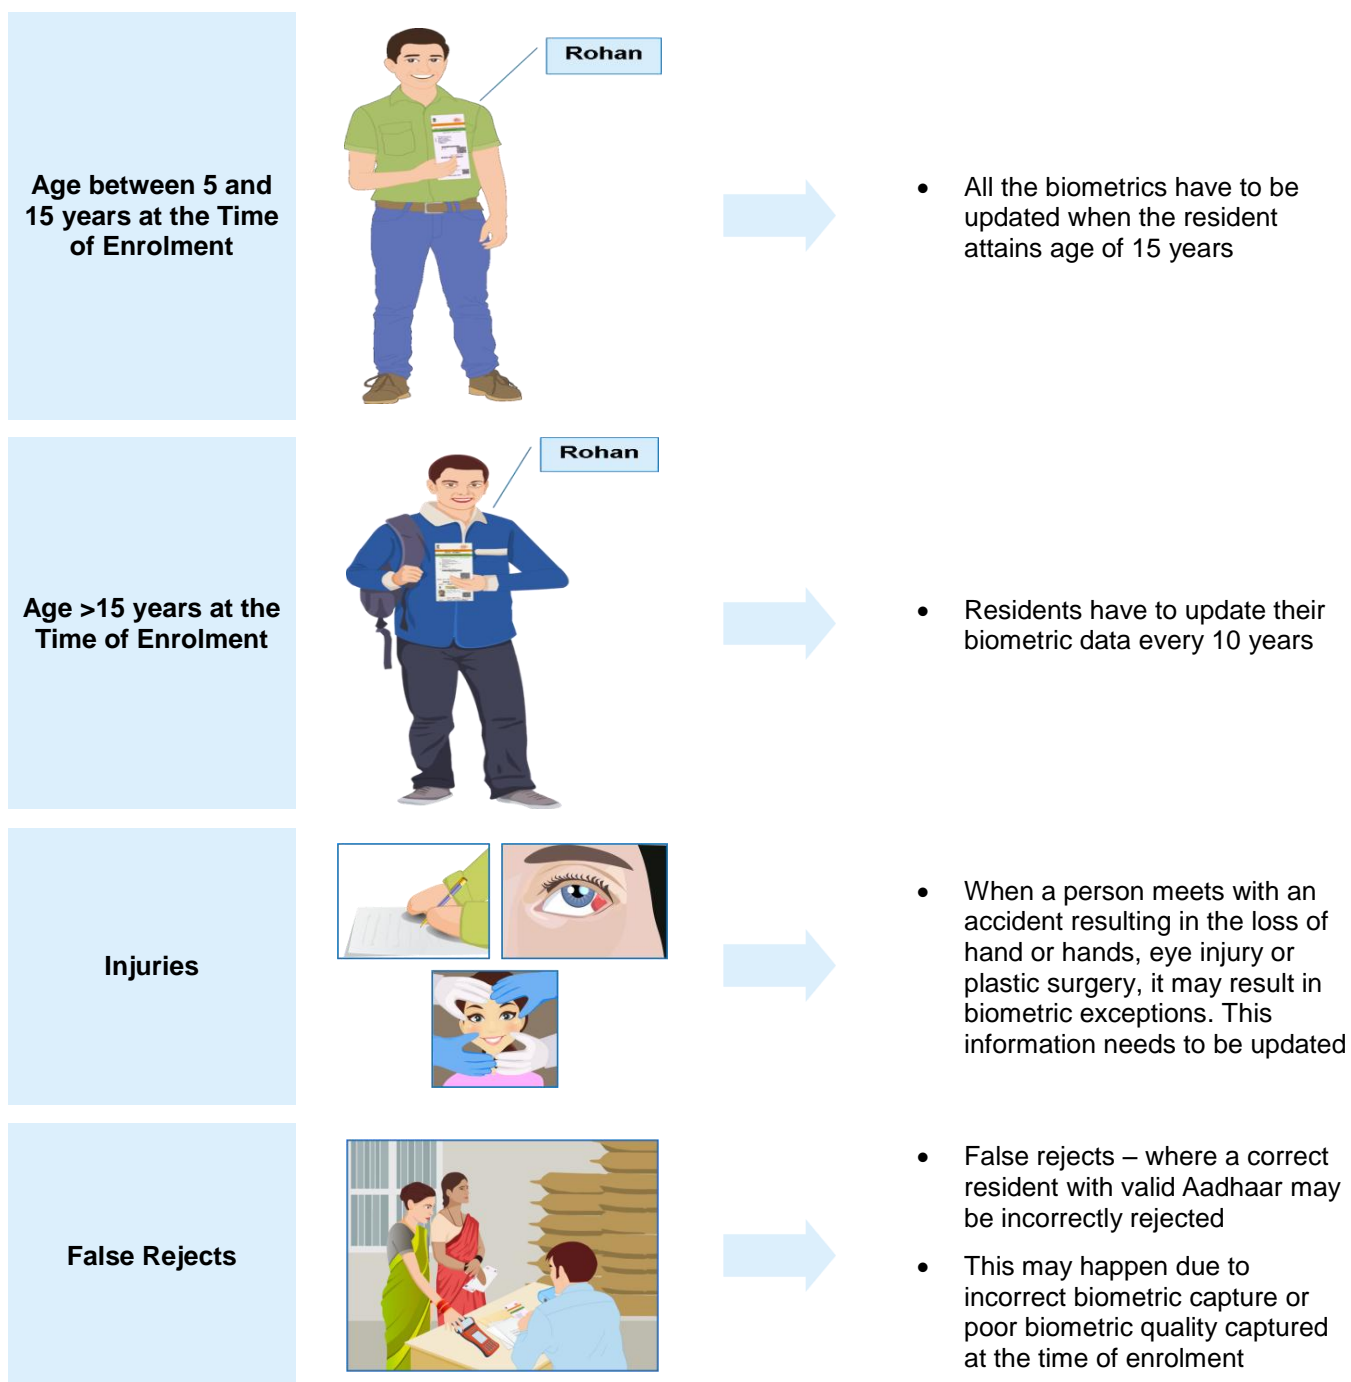 Age between 5 and
15 years at the Time
of Enrolment
Rohan
• All the biometrics have to be
updated when the resident
attains age of 15 years
Age >15 years at the
Time of Enrolment
Rohan
• Residents have to update their
biometric data every 10 years
Injuries
• When a person meets with an
accident resulting in the loss of
hand or hands, eye injury or
plastic surgery, it may result in
biometric exceptions. This
information needs to be updated
False Rejects
• False rejects – where a correct
resident with valid Aadhaar may
be incorrectly rejected
• This may happen due to
incorrect biometric capture or
poor biometric quality captured
at the time of enrolment